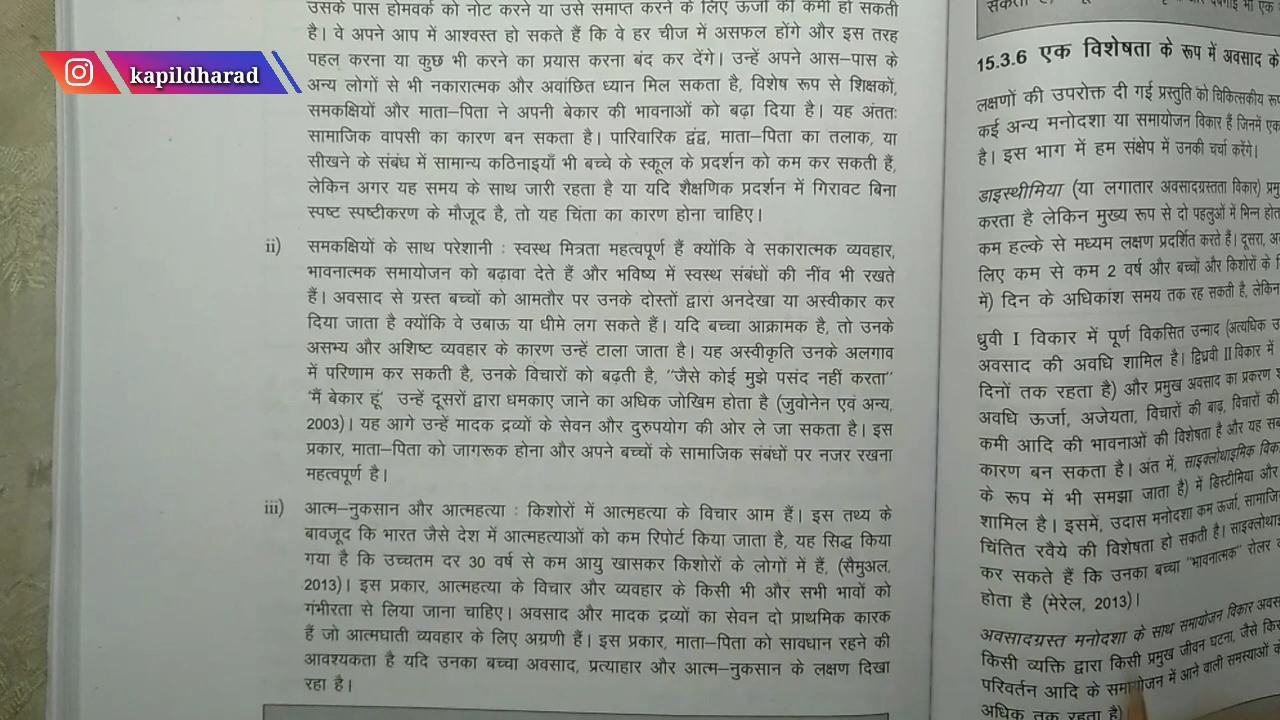 kapildharad
उसके पास होमवर्क को नोट करने या उसे समाप्त करने के लिए ऊर्जा की कमी हो सकती
है। वे अपने आप में आश्वस्त हो सकते हैं कि वे हर चीज में असफल होंगे और इस तरह
पहल करना या कुछ भी करने का प्रयास करना बंद कर देंगे। उन्हें अपने आस–पास के
अन्य लोगों से भी नकारात्मक और अवांछित ध्यान मिल सकता है, विशेष रूप से शिक्षकों,
समकक्षियों और माता–पिता ने अपनी बेकार की भावनाओं को बढ़ा दिया है। यह अंततः
सामाजिक वापसी का कारण बन सकता है। पारिवारिक द्वंद्व, माता–पिता का तलाक, या
सीखने के संबंध में सामान्य कठिनाइयाँ भी बच्चे के स्कूल के प्रदर्शन को कम कर सकती हैं,
लेकिन अगर यह समय के साथ जारी रहता है या यदि शैक्षणिक प्रदर्शन में गिरावट बिना
स्पष्ट स्पष्टीकरण के मौजूद है, तो यह चिंता का कारण होना चाहिए।
ii) समकक्षियों के साथ परेशानी : स्वस्थ मित्रता महत्वपूर्ण हैं क्योंकि वे सकारात्मक व्यवहार,
भावनात्मक समायोजन को बढ़ावा देते हैं और भविष्य में स्वस्थ संबंधों की नींव भी रखते
हैं। अवसाद से ग्रस्त बच्चों को आमतौर पर उनके दोस्तों द्वारा अनदेखा या अस्वीकार कर
दिया जाता है क्योंकि वे उबाऊ या धीमे लग सकते हैं। यदि बच्चा आक्रामक है, तो उनके
असभ्य और अशिष्ट व्यवहार के कारण उन्हें टाला जाता है। यह अस्वीकृति उनके अलगाव
में परिणाम कर सकती है, उनके विचारों को बढ़ती है, "जैसे कोई मुझे पसंद नहीं करता"
'मैं बेकार हूं' उन्हें दूसरों द्वारा धमकाए जाने का अधिक जोखिम होता है (जुवोनेन एवं अन्य,
2003)। यह आगे उन्हें मादक द्रव्यों के सेवन और दुरुपयोग की ओर ले जा सकता है। इस
प्रकार, माता–पिता को जागरूक होना और अपने बच्चों के सामाजिक संबंधों पर नजर रखना
महत्वपूर्ण है।
iii) आत्म–नुकसान और आत्महत्या : किशोरों में आत्महत्या के विचार आम हैं। इस तथ्य के
बावजूद कि भारत जैसे देश में आत्महत्याओं को कम रिपोर्ट किया जाता है, यह सिद्ध किया
गया है कि उच्चतम दर 30 वर्ष से कम आयु खासकर किशोरों के लोगों में हैं, (सैमुअल,
2013)। इस प्रकार, आत्महत्या के विचार और व्यवहार के किसी भी और सभी भावों को
गंभीरता से लिया जाना चाहिए। अवसाद और मादक द्रव्यों का सेवन दो प्राथमिक कारक
हैं जो आत्मघाती व्यवहार के लिए अग्रणी हैं। इस प्रकार, माता–पिता को सावधान रहने की
आवश्यकता है यदि उनका बच्चा अवसाद, प्रत्याहार और आत्म–नुकसान के लक्षण दिखा
रहा है।
15.3.6 एक विशेषता के रूप में अवसाद के
लक्षणों की उपरोक्त दी गई प्रस्तुति को चिकित्सकीय
कई अन्य मनोदशा या समायोजन विकार हैं जिनमें
है। इस भाग में हम संक्षेप में उनकी चर्चा करेंगे।
डाइस्थीमिया (या लगातार अवसादग्रस्तता विकार)
करता है लेकिन मुख्य रूप से दो पहलुओं में भिन्न
कम हल्के से मध्यम लक्षण प्रदर्शित करते हैं। दूसरा,
लिए कम से कम 2 वर्ष और बच्चों और किशोरों के
में) दिन के अधिकांश समय तक रह सकती है, लेकिन
ध्रुवी I विकार में पूर्ण विकसित उन्माद (अत्यधिक
अवसाद की अवधि शामिल है। द्विध्रवी II विकार में
दिनों तक रहता है) और प्रमुख अवसाद का प्रकरण
अवधि ऊर्जा, अजेयता, विचारों की बाढ़, विचारों की
कमी आदि की भावनाओं की विशेषता है और यह
कारण बन सकता है। अंत में, साइक्लोथाइमिक
के रूप में भी समझा जाता है) में डिस्टीमिया और
शामिल है। इसमें, उदास मनोदशा कम ऊर्जा,
चिंतित रवैये की विशेषता हो सकती है।
कर सकते हैं कि उनका बच्चा "भावनात्मक" रोलर
होता है (मेरेल, 2013)।
अवसादग्रस्त मनोदशा के साथ समायोजन विकार
किसी व्यक्ति द्वारा किसी प्रमुख जीवन घटना, जैसे
परिवर्तन आदि के समायोजन में आने वाली समस्याओं
अधिक तक रहता है)